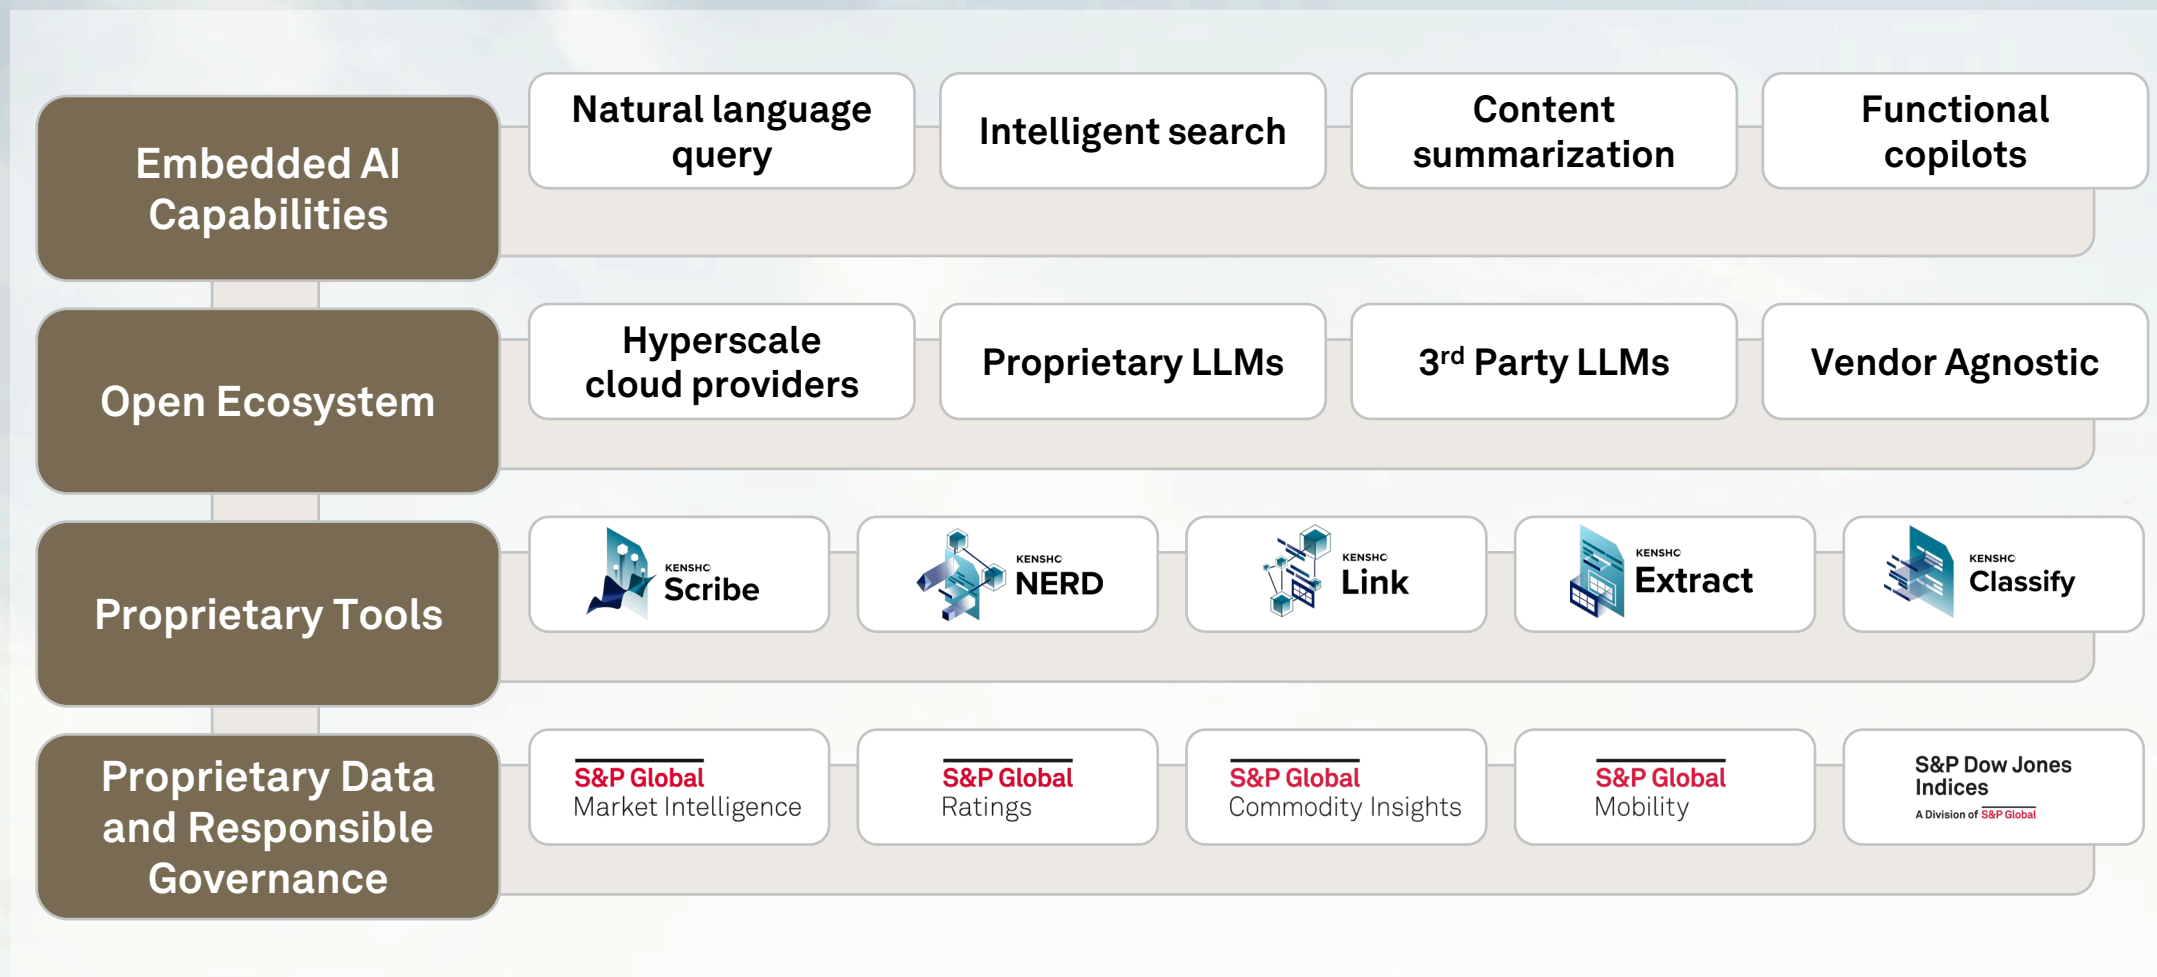 Embedded AI
Capabilities
Natural language
query
Intelligent search
Content
summarization
Functional
copilots
Open Ecosystem
Hyperscale
cloud providers
Proprietary LLMs
3rd Party LLMs
Vendor Agnostic
Proprietary Tools
KENSHO
Scribe
KENSHO
NERD
KENSHO
Link
KENSHO
Extract
KENSHO
Classify
Proprietary Data
and Responsible
Governance
S&P Global
Market Intelligence
S&P Global
Ratings
S&P Global
Commodity Insights
S&P Global
Mobility
S&P Dow Jones
Indices
A Division of S&P Global